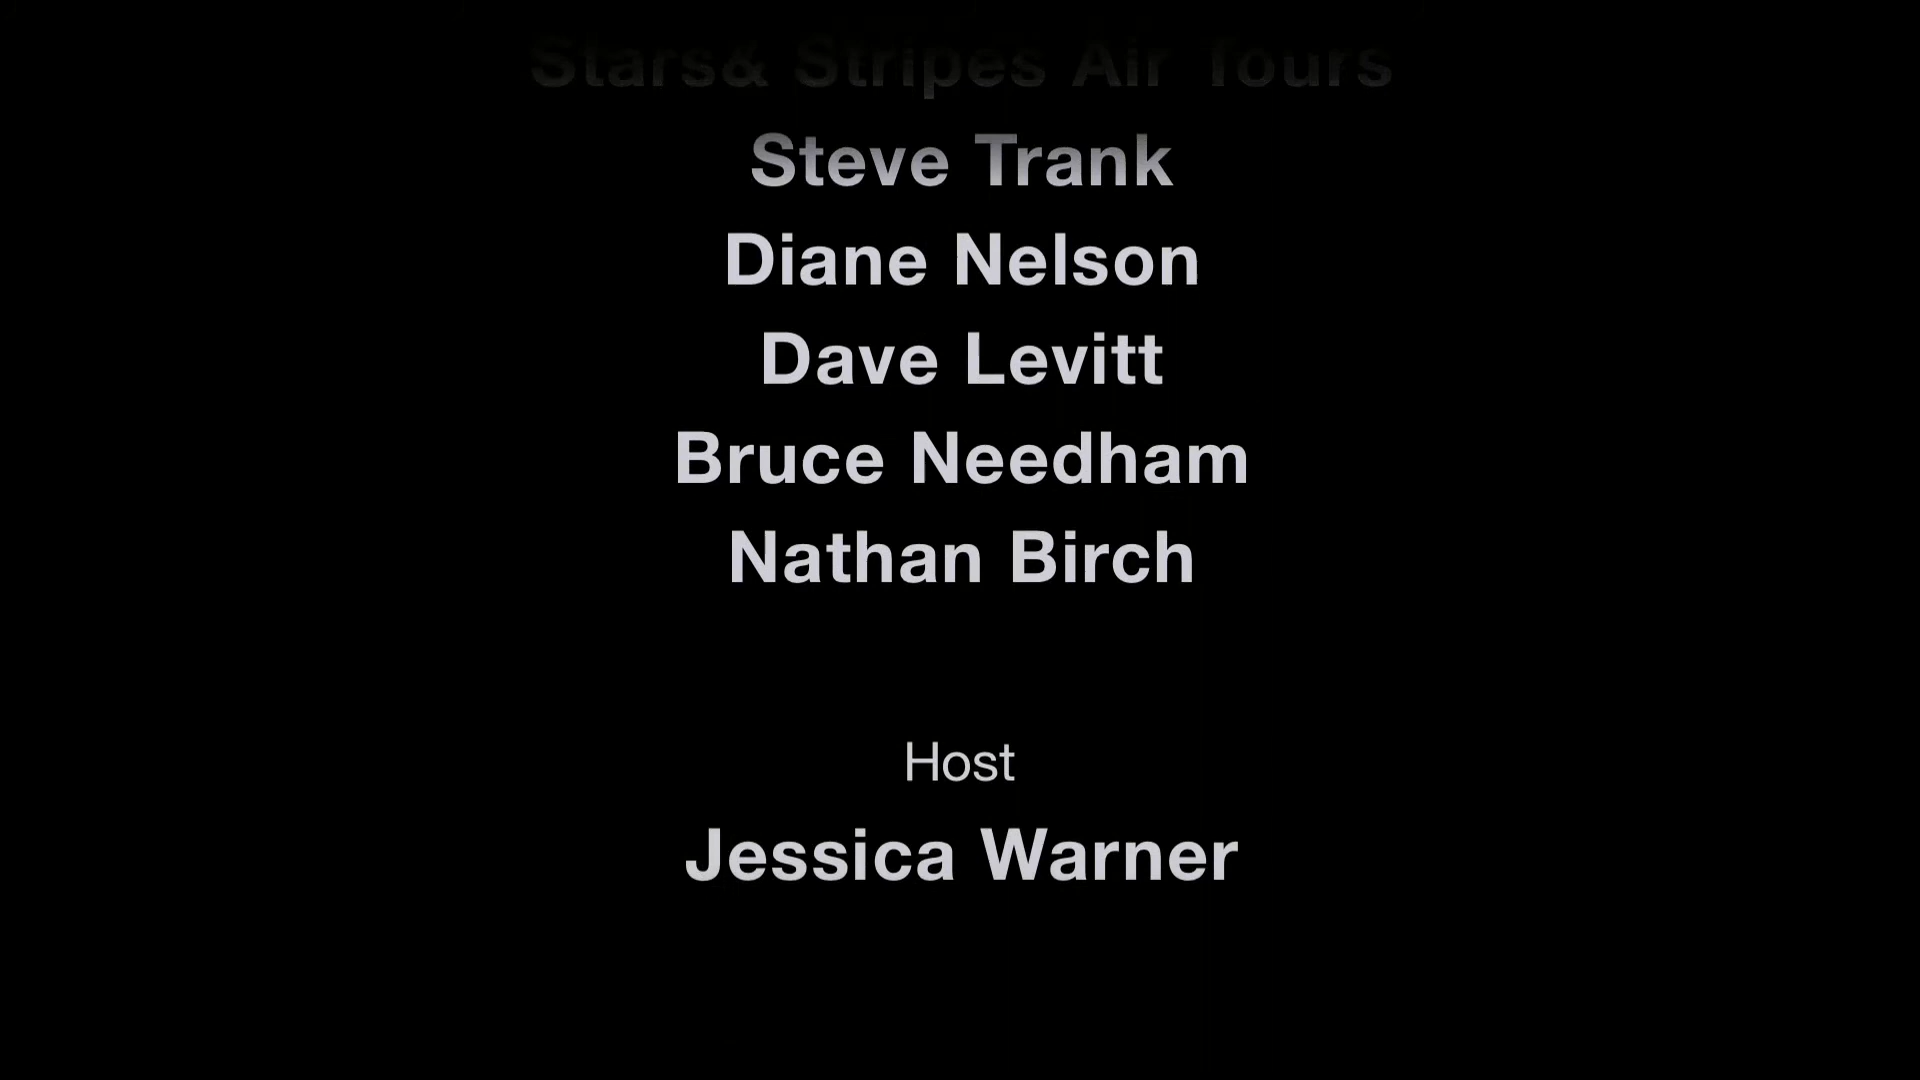 Stars& Stripes Air Tours
Steve Trank
Diane Nelson
Dave Levitt
Bruce Needham
Nathan Birch
Host
Jessica Warner